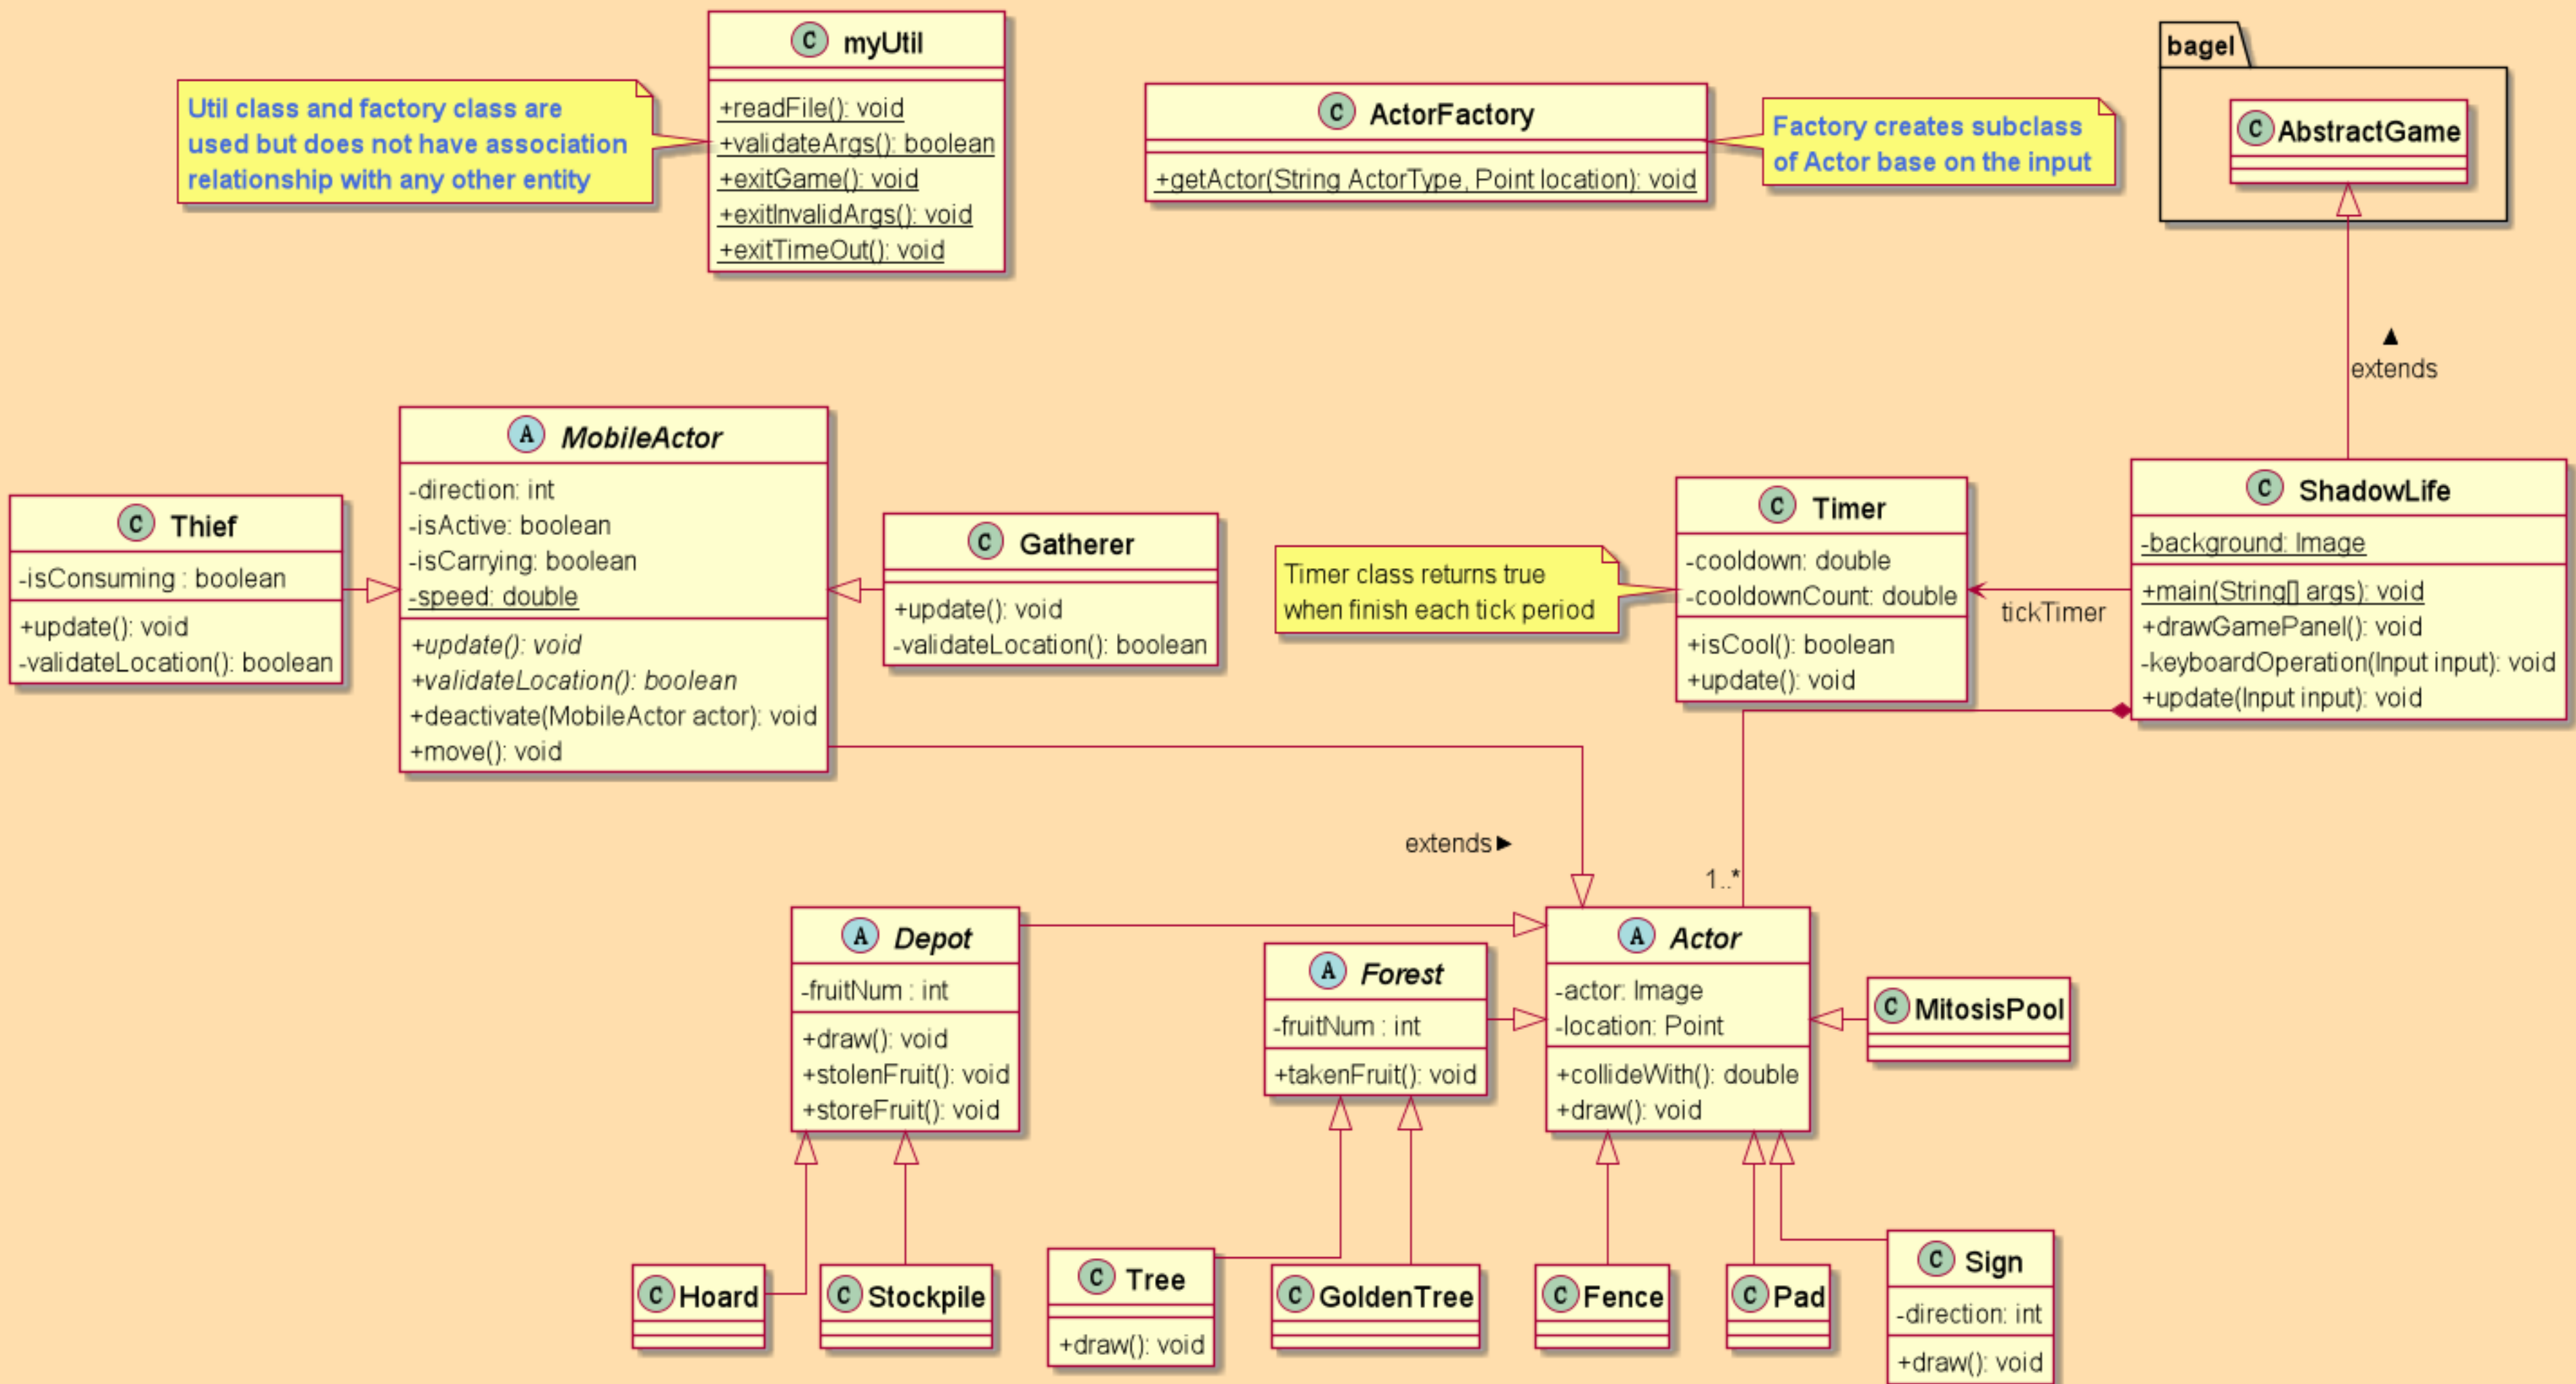 C myUtil
+readFile(): void
+validateArgs(): boolean
+exitGame(): void
+exitInvalidArgs(): void
+exitTimeOut(): void
Util class and factory class are
used but does not have association
relationship with any other entity
C ActorFactory
+getActor(String ActorType, Point location): void
Factory creates subclass
of Actor base on the input
bagel
C AbstractGame
▲
extends
C Thief
-isConsuming : boolean
+update(): void
-validateLocation(): boolean
A MobileActor
-direction: int
-isActive: boolean
-isCarrying: boolean
-speed: double
+update(): void
+validateLocation(): boolean
+deactivate(MobileActor actor): void
+move(): void
C Gatherer
+update(): void
-validateLocation(): boolean
Timer class returns true
when finish each tick period
C Timer
-cooldown: double
-cooldownCount: double
+isCool(): boolean
+update(): void
tickTimer
C ShadowLife
-background: Image
+main(String[] args): void
+drawGamePanel(): void
-keyboardOperation(Input input): void
+update(Input input): void
extends►
1..*
A Depot
-fruitNum : int
+draw(): void
+stolenFruit(): void
+storeFruit(): void
A Forest
-fruitNum : int
+takenFruit(): void
A Actor
-actor: Image
-location: Point
+collideWith(): double
+draw(): void
C MitosisPool
C Hoard
C Stockpile
C Tree
+draw(): void
C GoldenTree
C Fence
C Pad
C Sign
-direction: int
+draw(): void